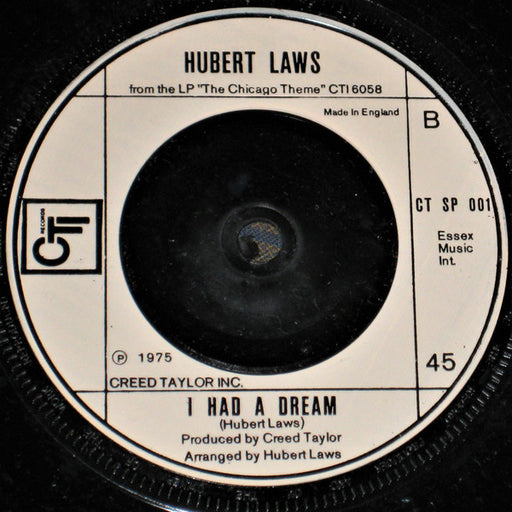 HUBERT LAWS
from the LP "The Chicago Theme" CTI 6058
Made In England
B
CT SP 001
Essex
Music
Int.
CTI
RECORDS
℗ 1975
45
CREED TAYLOR INC.
I HAD A DREAM
(Hubert Laws)
Produced by Creed Taylor
Arranged by Hubert Laws